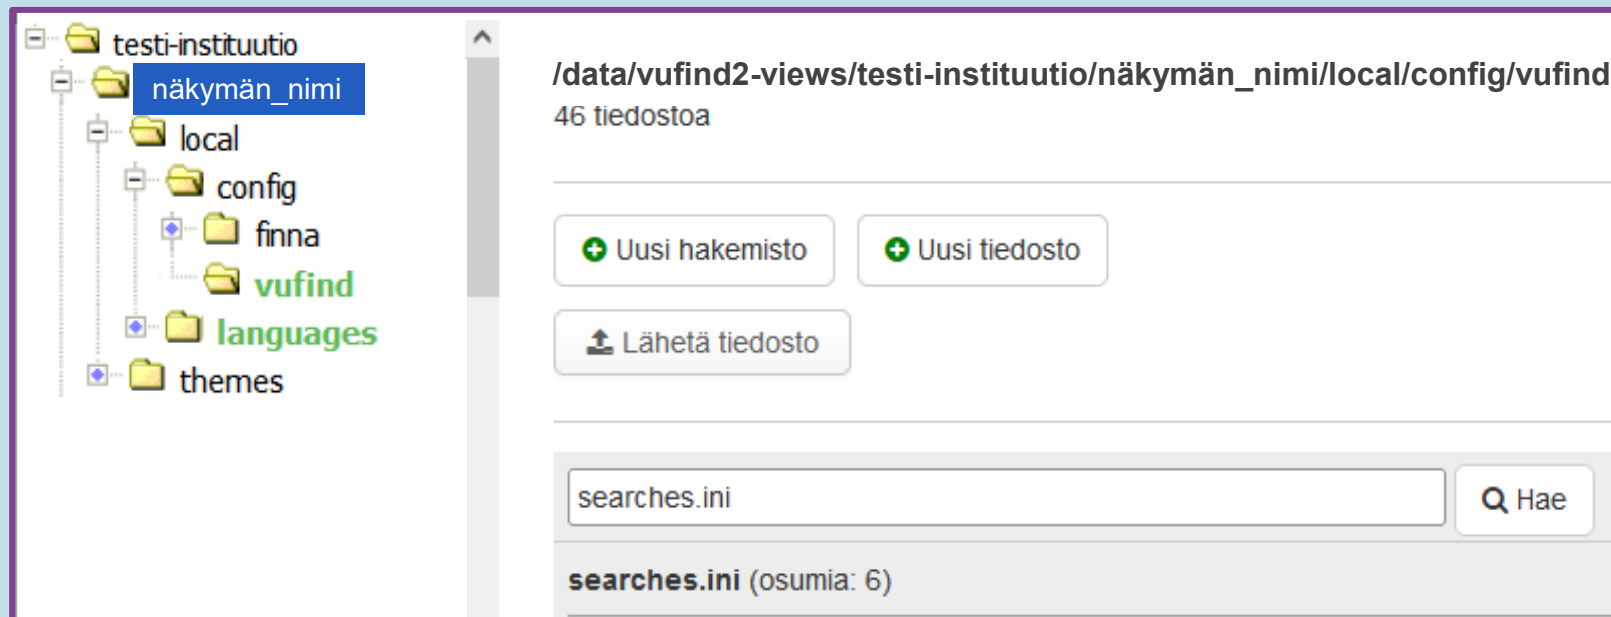 testi-instituutio
näkymän_nimi
local
config
finna
vufind
languages
themes
/data/vufind2-views/testi-instituutio/näkymän_nimi/local/config/vufind
46 tiedostoa
Uusi hakemisto
Uusi tiedosto
Lähetä tiedosto
searches.ini
Hae
searches.ini (osumia: 6)